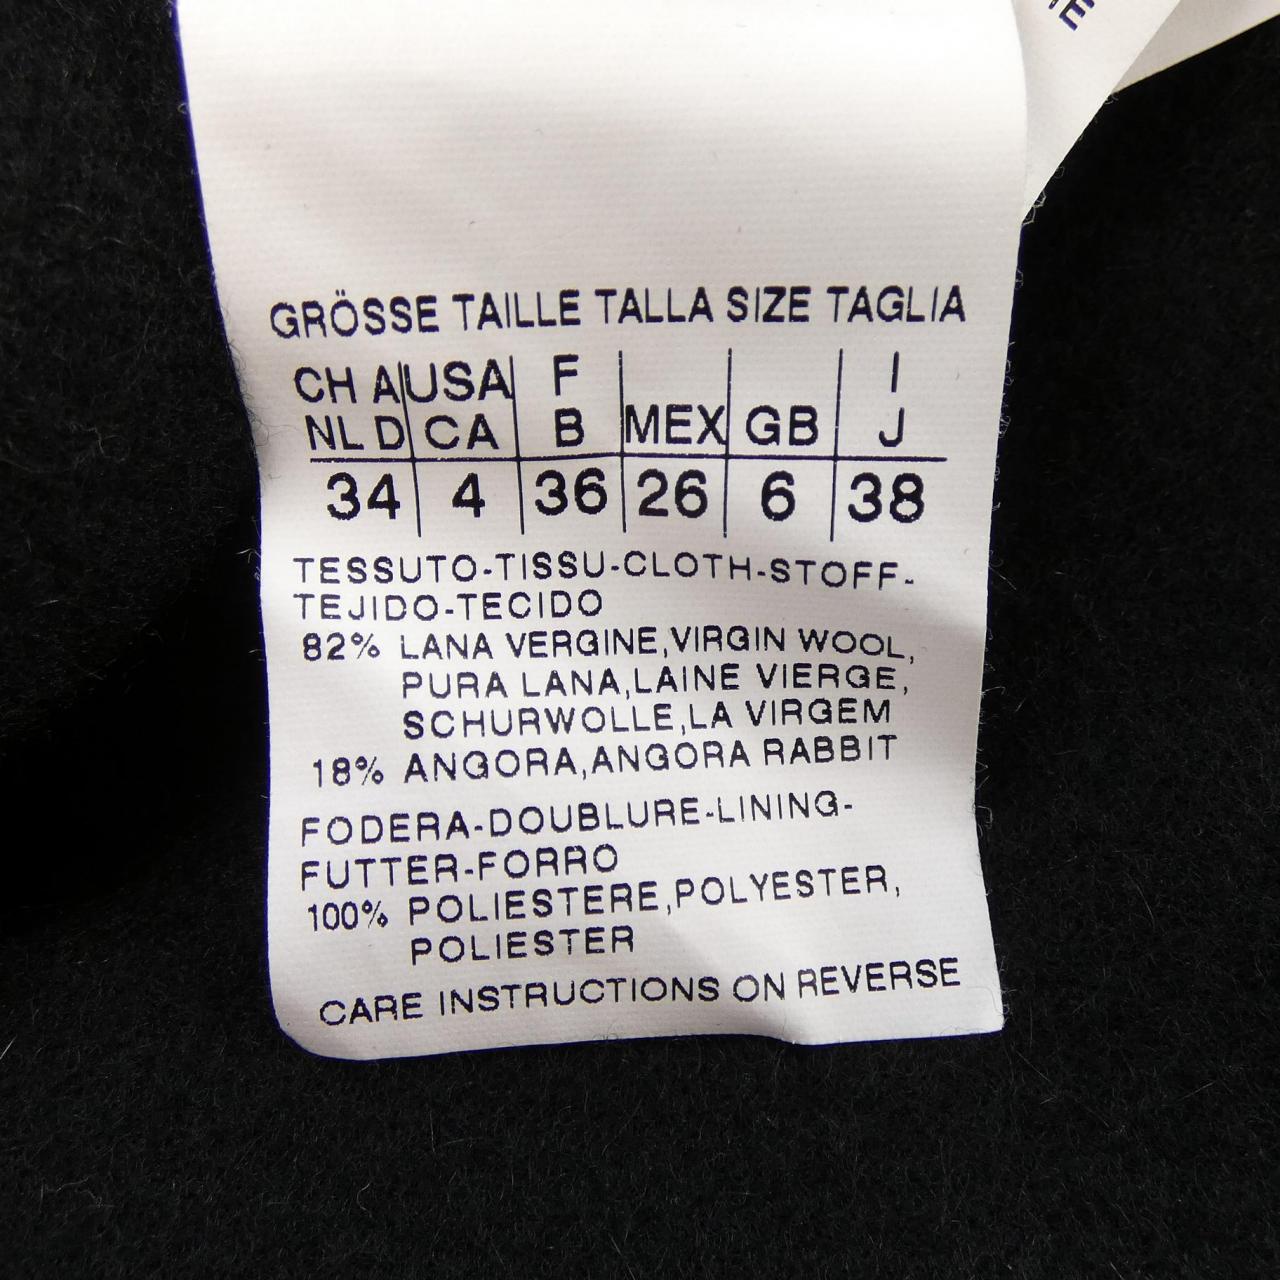 GRÖSSE TAILLE TALLA SIZE TAGLIA
CH A USA F I
NL D CA B MEX GB J
34 4 36 26 6 38
TESSUTO-TISSU-CLOTH-STOFF-
TEJIDO-TECIDO
82% LANA VERGINE,VIRGIN WOOL,
PURA LANA,LAINE VIERGE,
SCHURWOLLE,LA VIRGEM
18% ANGORA,ANGORA RABBIT
FODERA-DOUBLURE-LINING-
FUTTER-FORRO
100% POLIESTERE,POLYESTER,
POLIESTER
CARE INSTRUCTIONS ON REVERSE